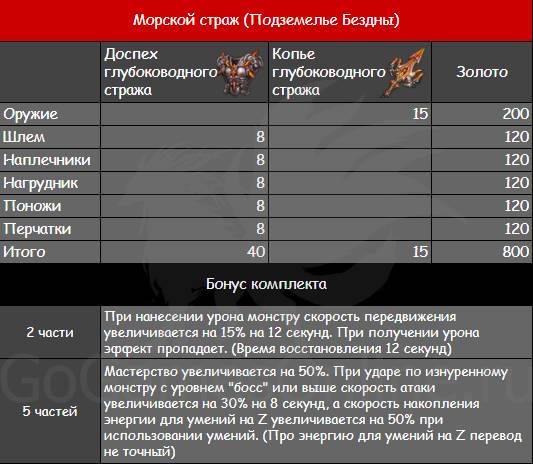 Морской страж (Подземелье Бездны)
Доспех глубоководного стража
Копье глубоководного стража
Золото
Оружие 15 200
Шлем 8 120
Наплечники 8 120
Нагрудник 8 120
Поножи 8 120
Перчатки 8 120
Итого 40 15 800
Бонус комплекта
2 части
При нанесении урона монстру скорость передвижения
увеличивается на 15% на 12 секунд. При получении урона
эффект пропадает. (Время восстановления 12 секунд)
5 частей
Мастерство увеличивается на 50%. При ударе по изнуренному
монстру с уровнем "босс" или выше скорость атаки
увеличивается на 30% на 8 секунд, а скорость накопления
энергии для умений на Z увеличивается на 50% при
использовании умений. (Про энергию для умений на Z перевод
не точный)